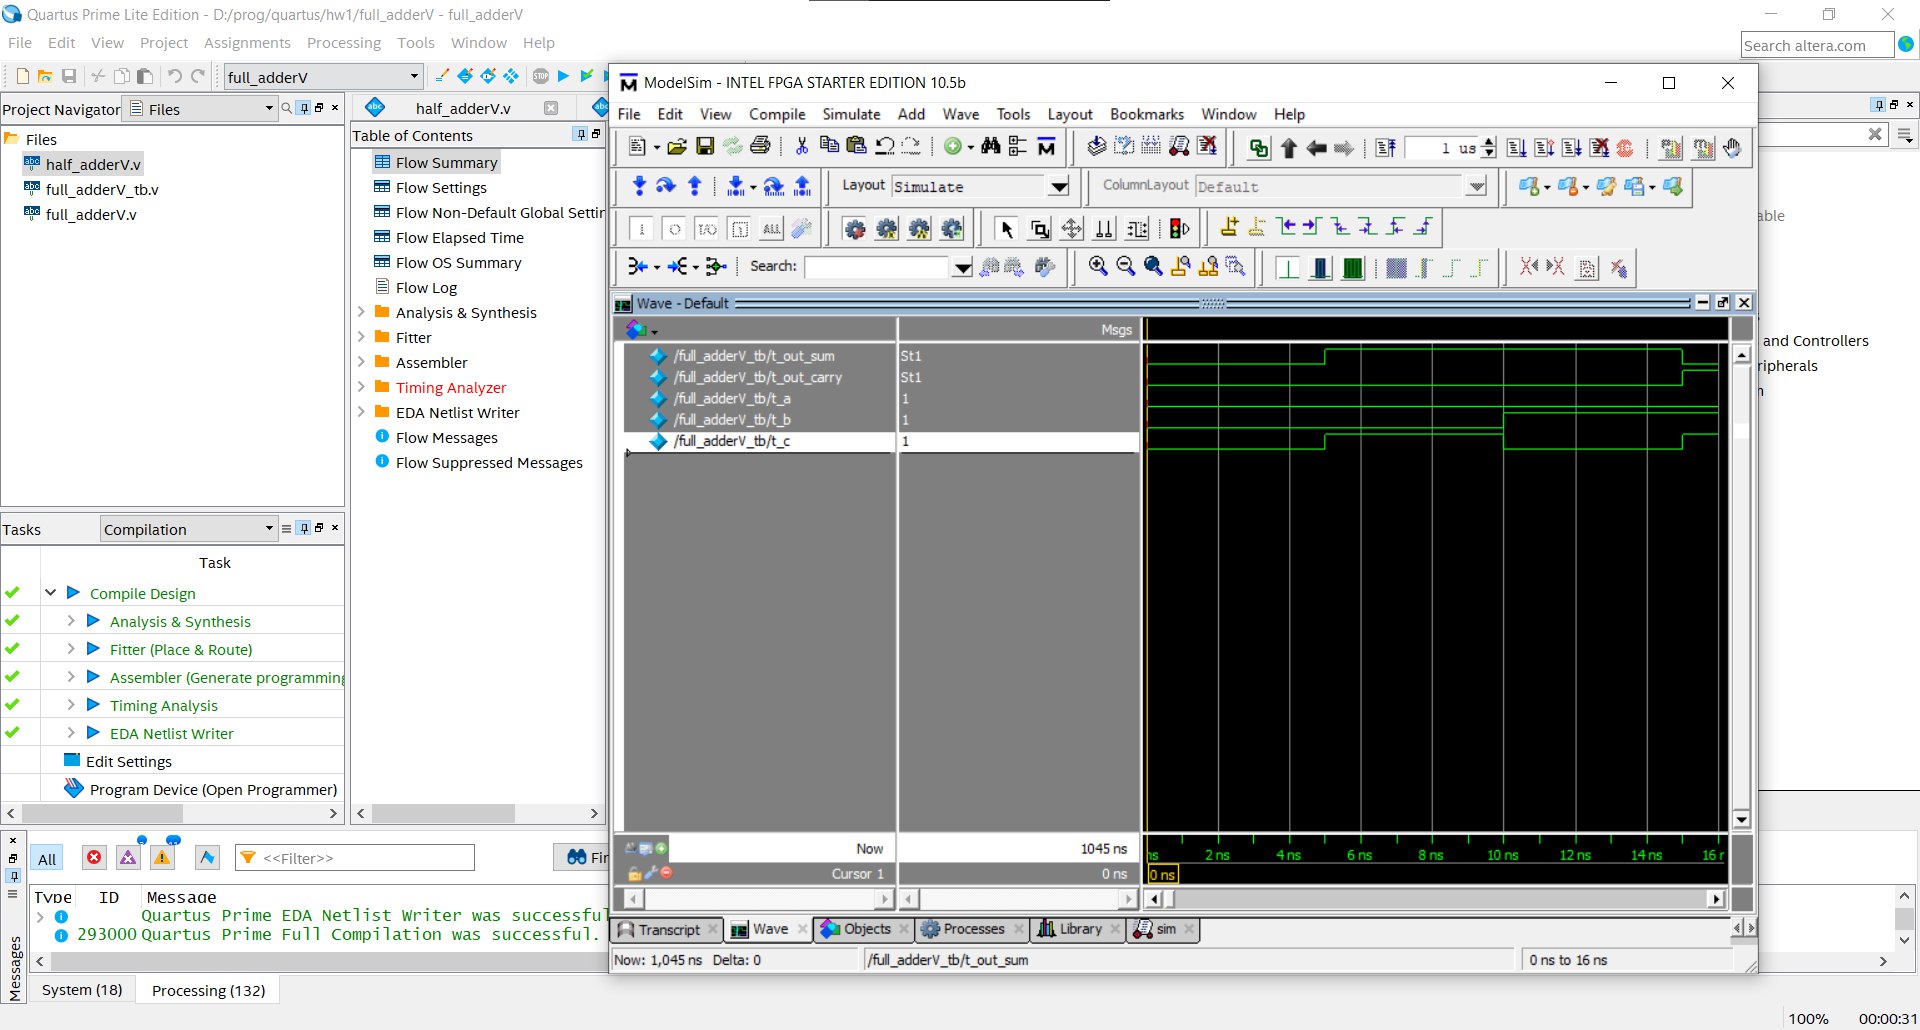 Quartus Prime Lite Edition - D:/prog/quartus/hw1/full_adderV - full_adderV
File Edit View Project Assignments Processing Tools Window Help
Search altera.com
full_adderV
Project Navigator Files
Files
half_adderV.v
full_adderV_tb.v
full_adderV.v
half_adderV.v
Table of Contents
Flow Summary
Flow Settings
Flow Non-Default Global Settin
Flow Elapsed Time
Flow OS Summary
Flow Log
Analysis & Synthesis
Fitter
Assembler
Timing Analyzer
EDA Netlist Writer
Flow Messages
Flow Suppressed Messages
Tasks Compilation
Task
Compile Design
Analysis & Synthesis
Fitter (Place & Route)
Assembler (Generate programming
Timing Analysis
EDA Netlist Writer
Edit Settings
Program Device (Open Programmer)
ModelSim - INTEL FPGA STARTER EDITION 10.5b
File Edit View Compile Simulate Add Wave Tools Layout Bookmarks Window Help
1 us
Layout Simulate ColumnLayout Default
ALL
Search:
Wave - Default
Msgs
/full_adderV_tb/t_out_sum St1
/full_adderV_tb/t_out_carry St1
/full_adderV_tb/t_a 1
/full_adderV_tb/t_b 1
/full_adderV_tb/t_c 1
Now 1045 ns
Cursor 1 0 ns
ns 2 ns 4 ns 6 ns 8 ns 10 ns 12 ns 14 ns 16 r
0 ns
Transcript Wave Objects Processes Library sim
Now: 1,045 ns Delta: 0 /full_adderV_tb/t_out_sum 0 ns to 16 ns
able
and Controllers
ripherals
All <<Filter>> Fin
Type ID Message
Quartus Prime EDA Netlist Writer was successful
293000 Quartus Prime Full Compilation was successful.
Messages
System (18) Processing (132)
100% 00:00:31